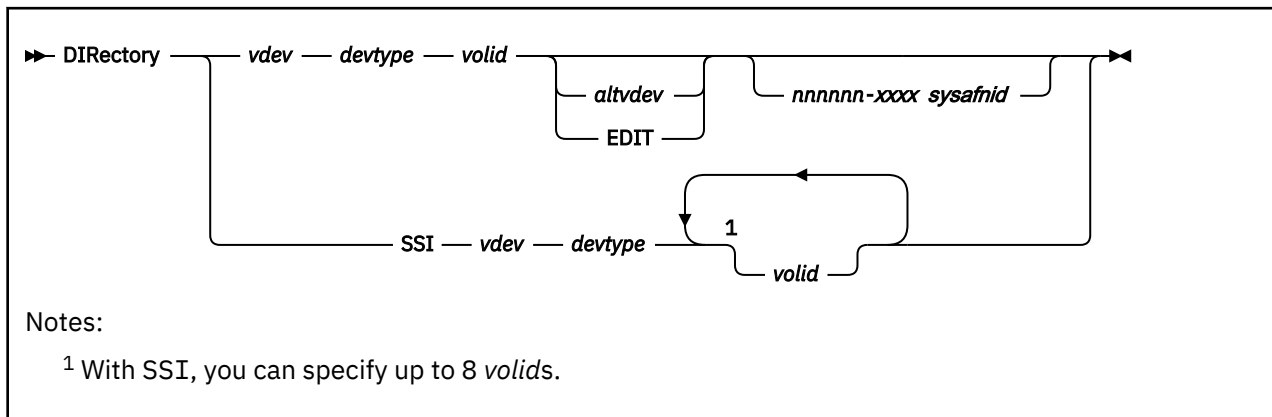 DIRectory vdev devtype volid
altvdev nnnnnn-xxxx sysafnid
EDIT
1
SSI vdev devtype
volid
Notes:
1 With SSI, you can specify up to 8 volids.